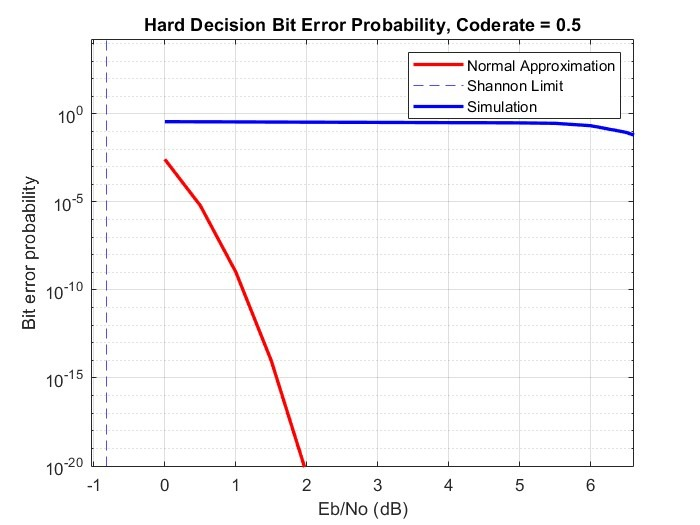 Hard Decision Bit Error Probability, Coderate = 0.5
Normal Approximation
Shannon Limit
Simulation
10^0
10^-5
10^-10
10^-15
10^-20
Bit error probability
-1 0 1 2 3 4 5 6
Eb/No (dB)